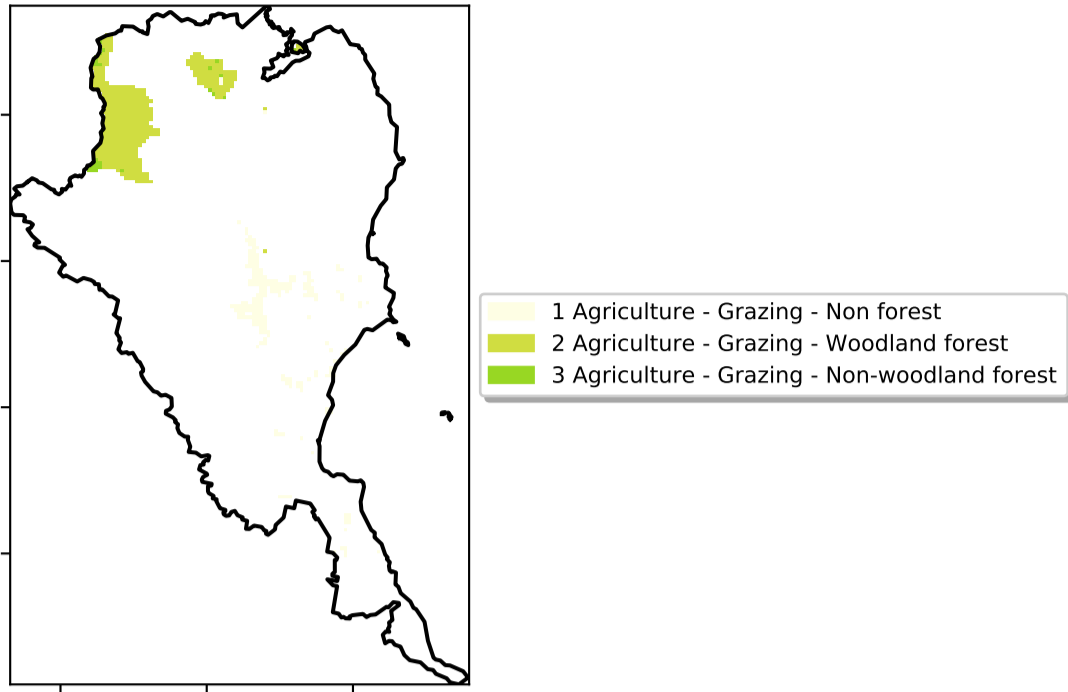 1 Agriculture - Grazing - Non forest
2 Agriculture - Grazing - Woodland forest
3 Agriculture - Grazing - Non-woodland forest